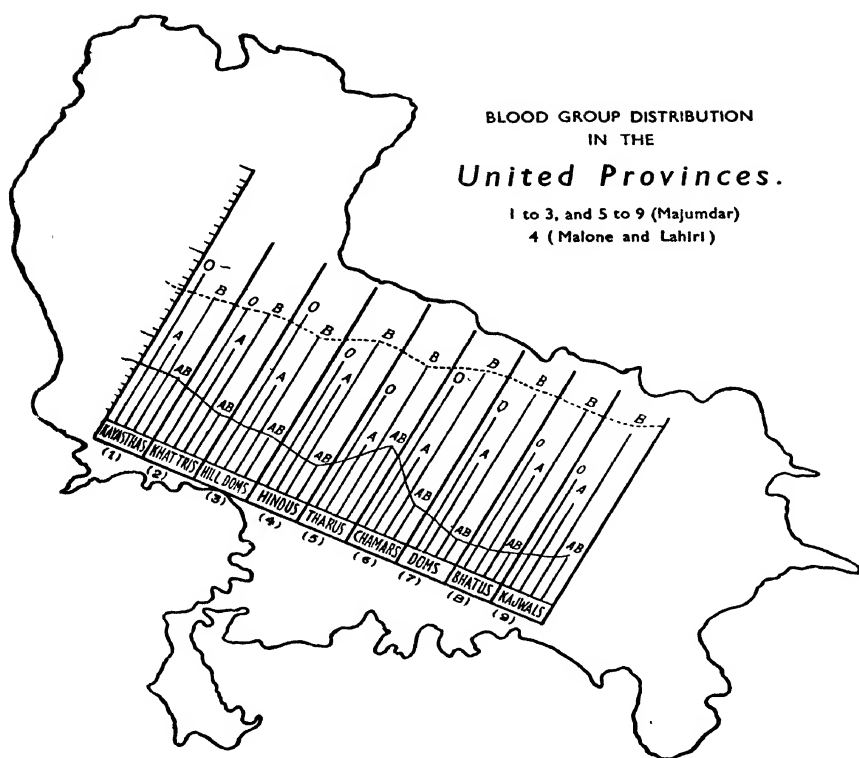 BLOOD GROUP DISTRIBUTION
IN THE
United Provinces.
1 to 3, and 5 to 9 (Majumdar)
4 (Malone and Lahiri)
O
B
O
B
O
B
B
B
B
B
B
B
A
A
O
O
O
D
O
O
A
A
A
A
A
A
A
AB
AB
AB
AB
AB
AB
AB
AB
AB
KAYASTHAS
KHATTRIS
HILL DOMS
HINDUS
THARUS
CHAMARS
DOMS
BHATUS
KAJWALS
(1)
(2)
(3)
(4)
(5)
(6)
(7)
(8)
(9)